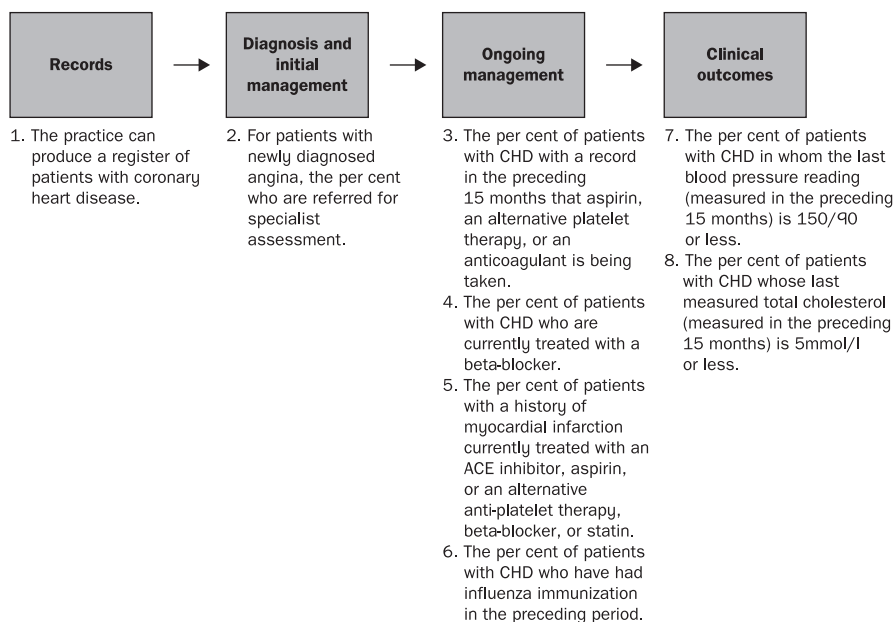 Records
Diagnosis and
initial
management
Ongoing
management
Clinical
outcomes
1. The practice can
produce a register of
patients with coronary
heart disease.
2. For patients with
newly diagnosed
angina, the per cent
who are referred for
specialist
assessment.
3. The per cent of patients
with CHD with a record
in the preceding
15 months that aspirin,
an alternative platelet
therapy, or an
anticoagulant is being
taken.
4. The per cent of patients
with CHD who are
currently treated with a
beta-blocker.
5. The per cent of patients
with a history of
myocardial infarction
currently treated with an
ACE inhibitor, aspirin,
or an alternative
anti-platelet therapy,
beta-blocker, or statin.
6. The per cent of patients
with CHD who have had
influenza immunization
in the preceding period.
7. The per cent of patients
with CHD in whom the last
blood pressure reading
(measured in the preceding
15 months) is 150/90
or less.
8. The per cent of patients
with CHD whose last
measured total cholesterol
(measured in the preceding
15 months) is 5mmol/l
or less.